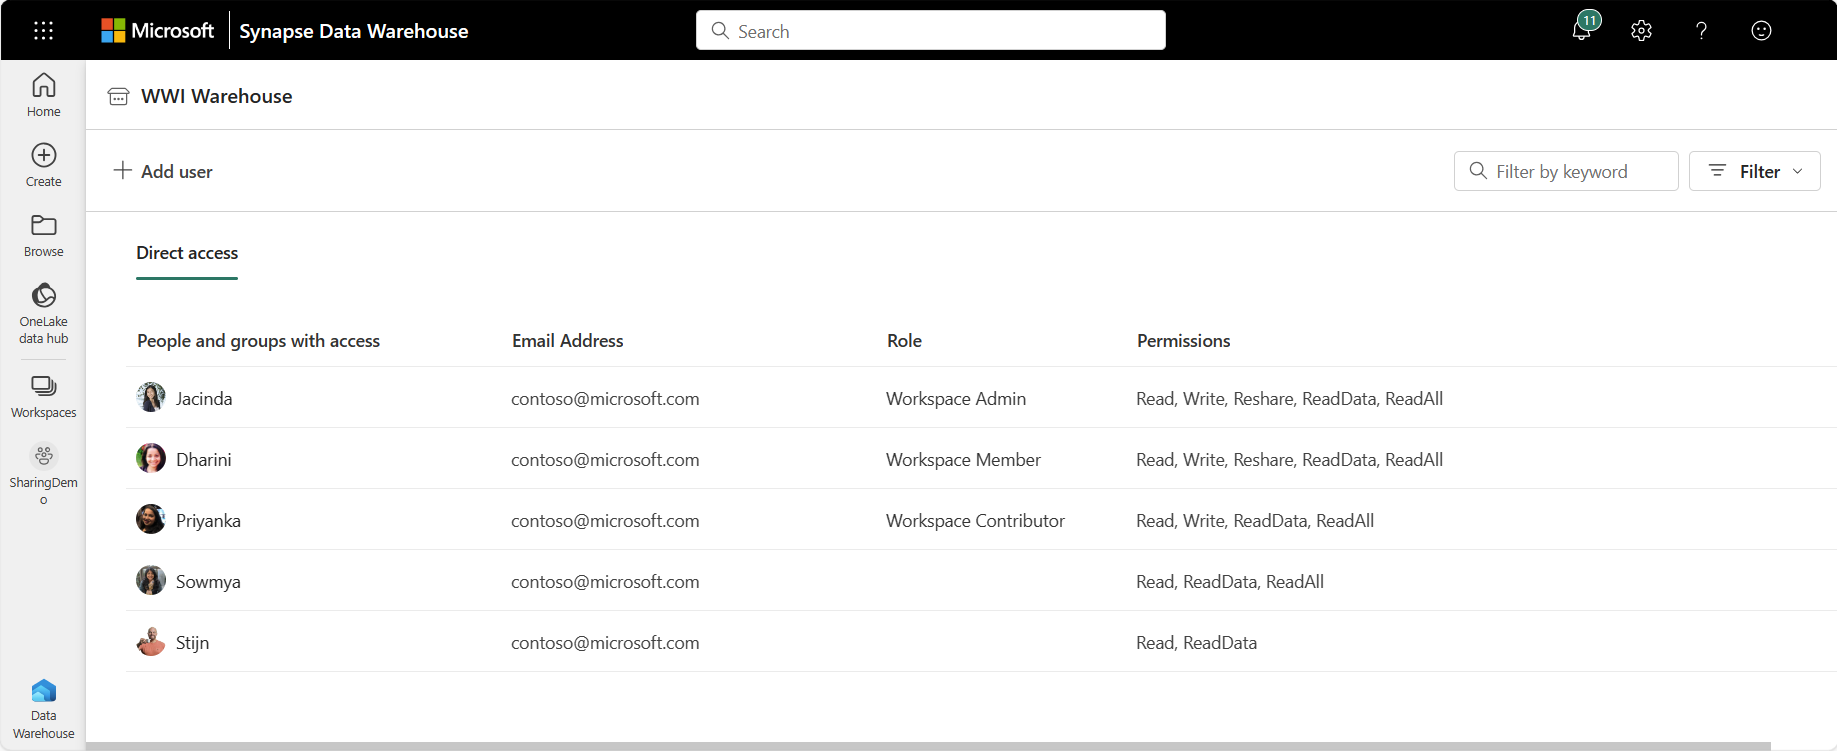 Microsoft Synapse Data Warehouse Search 11
Home
Create
Browse
OneLake
data hub
Workspaces
SharingDem
o
Data
Warehouse
WWI Warehouse
Add user Filter by keyword Filter
Direct access
People and groups with access Email Address Role Permissions
Jacinda contoso@microsoft.com Workspace Admin Read, Write, Reshare, ReadData, ReadAll
Dharini contoso@microsoft.com Workspace Member Read, Write, Reshare, ReadData, ReadAll
Priyanka contoso@microsoft.com Workspace Contributor Read, Write, ReadData, ReadAll
Sowmya contoso@microsoft.com Read, ReadData, ReadAll
Stijn contoso@microsoft.com Read, ReadData